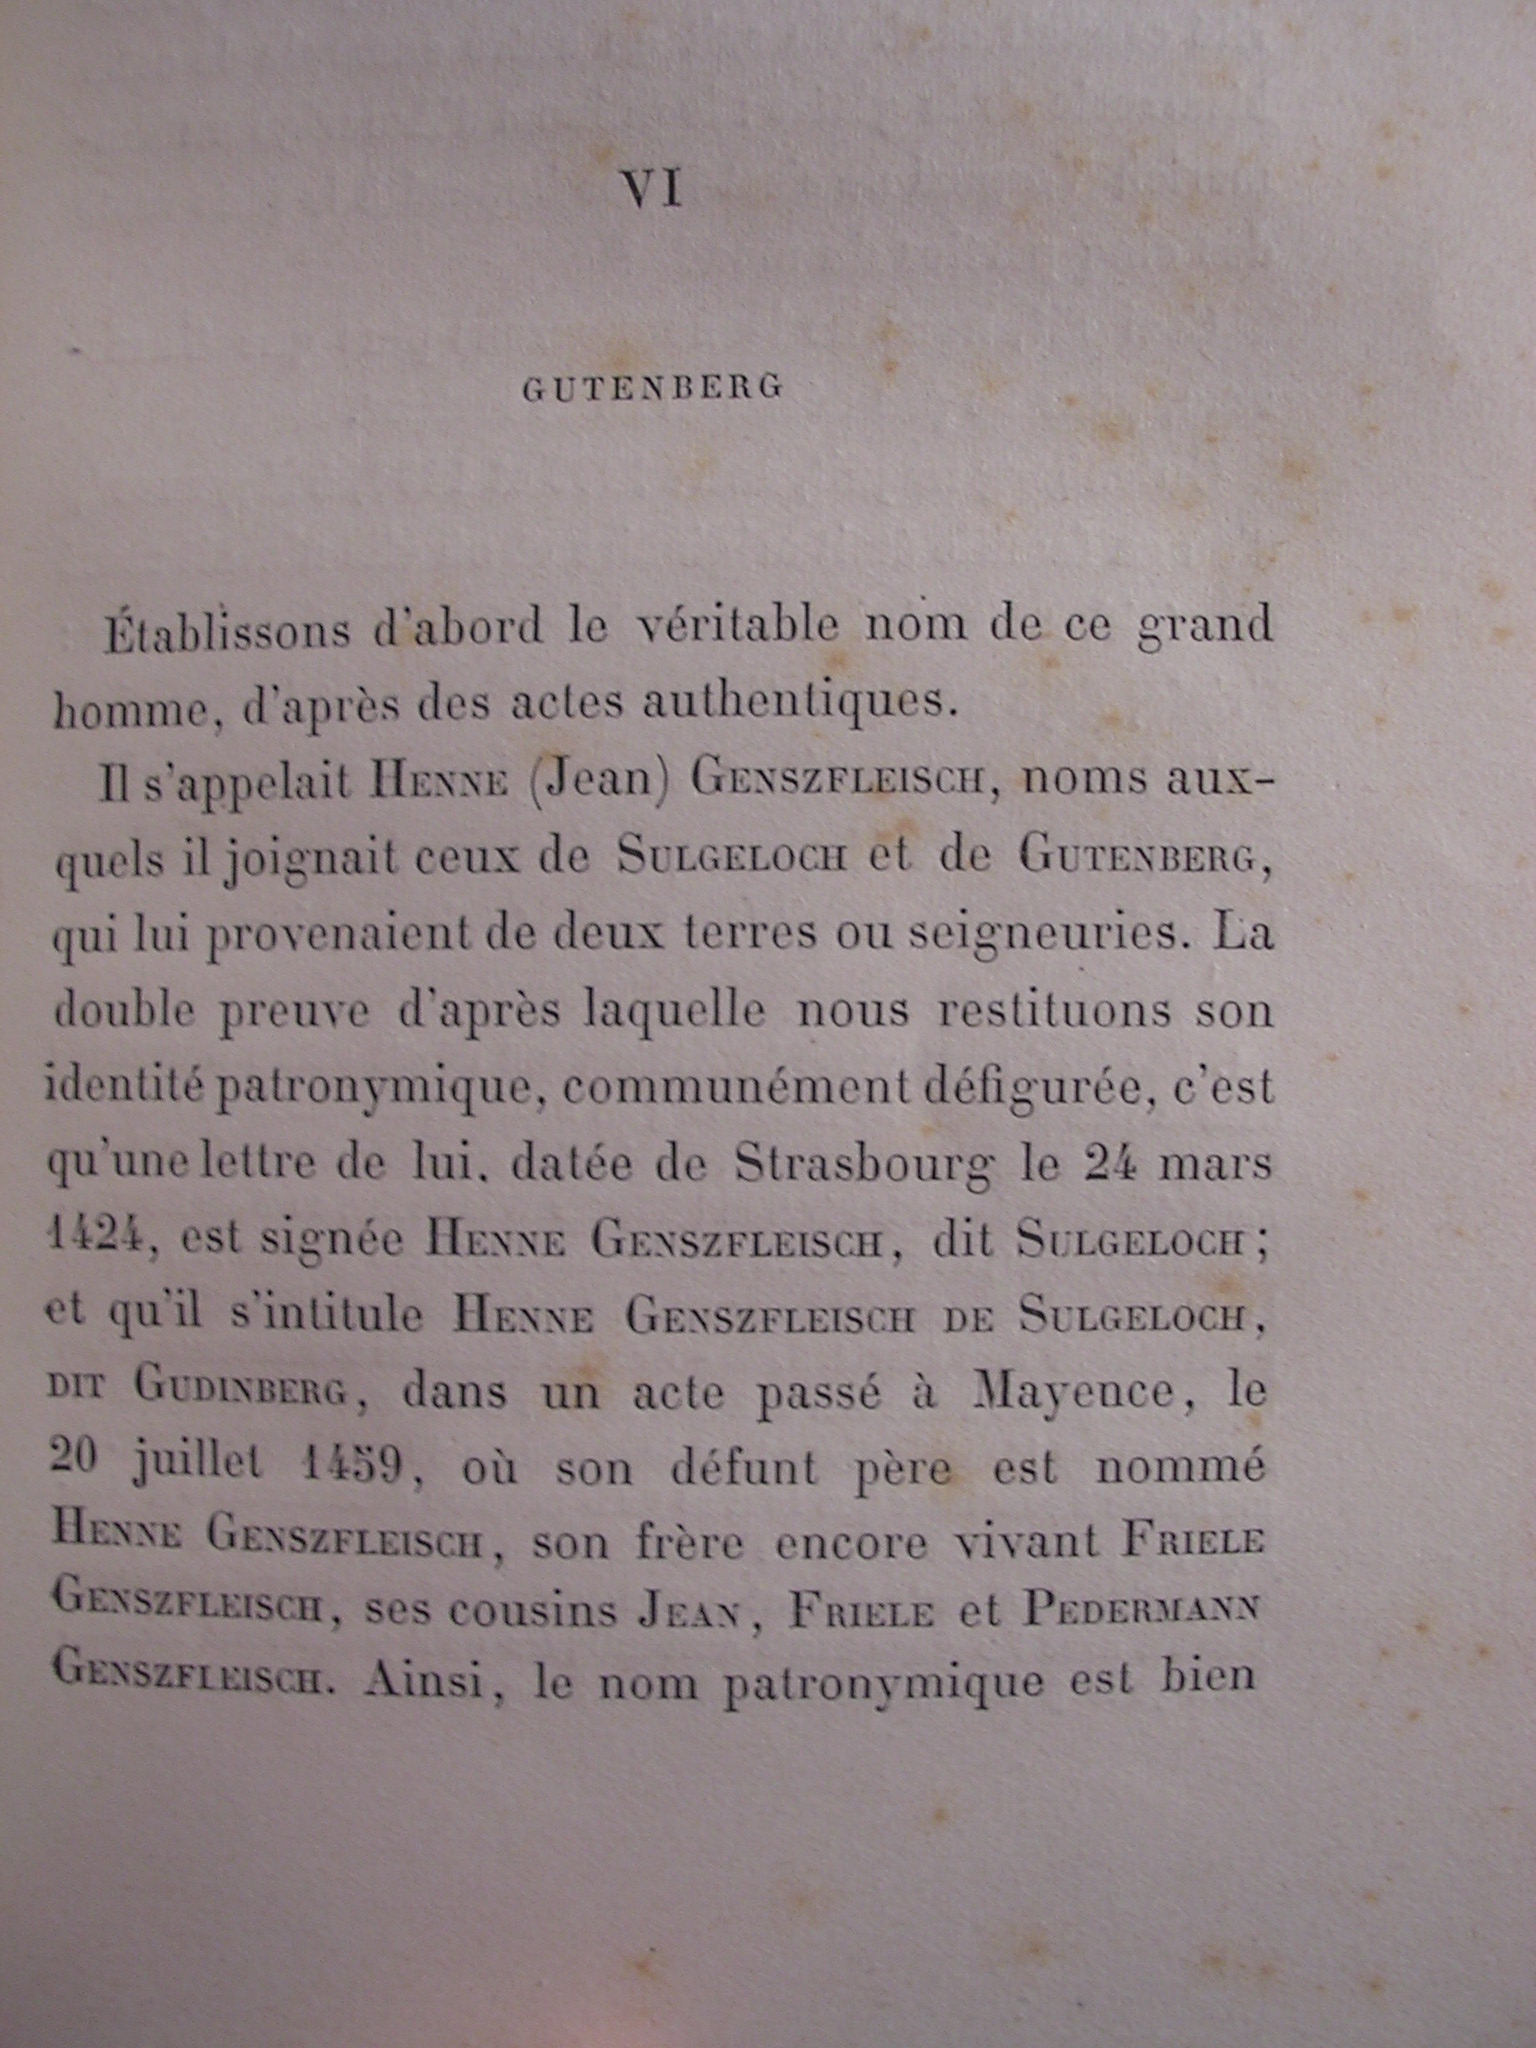 VI
GUTENBERG
Établissons d'abord le véritable nom de ce grand
homme, d'après des actes authentiques.
Il s'appelait HENNE (Jean) GENSZFLEISCH, noms aux-
quels il joignait ceux de SULGELOCH et de GUTENBERG,
qui lui provenaient de deux terres ou seigneuries. La
double preuve d'après laquelle nous restituons son
identité patronymique, communément défigurée, c'est
qu'une lettre de lui. datée de Strasbourg le 24 mars
1424, est signée HENNE GENSZFLEISCH, dit SULGELOCH;
et qu'il s'intitule HENNE GENSZFLEISCH DE SULGELOCH,
DIT GUDINBERG, dans un acte passé à Mayence, le
20 juillet 1459, où son défunt père est nommé
HENNE GENSZFLEISCH, son frère encore vivant FRIELE
GENSZFLEISCH, ses cousins JEAN, FRIELE et PEDERMANN
GENSZFLEISCH. Ainsi, le nom patronymique est bien